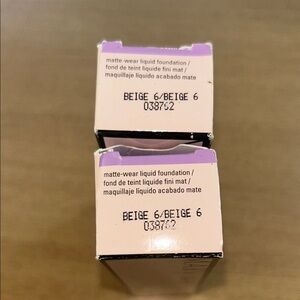 matte-wear liquid foundation /
fond de teint liquide fini mat /
maquillaje líquido acabado mate
BEIGE 6/BEIGE 6
038762
matte-wear liquid foundation /
fond de teint liquide fini mat /
maquillaje líquido acabado mate
BEIGE 6/BEIGE 6
038762